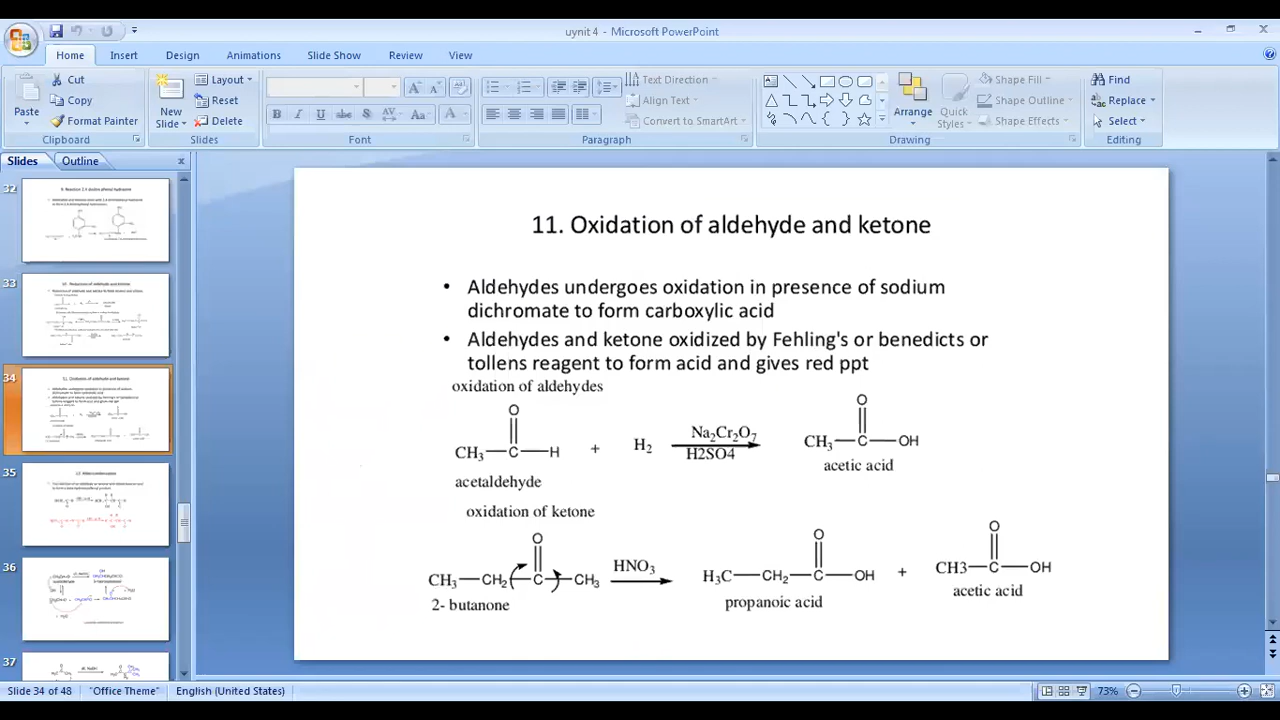 uynit 4 - Microsoft PowerPoint
Home Insert Design Animations Slide Show Review View
Paste Cut Copy Format Painter
Clipboard
New Slide Layout Reset Delete
Slides
Font
Text Direction
Align Text
Convert to SmartArt
Paragraph
Arrange Quick Styles Shape Fill Shape Outline Shape Effects
Drawing
Find
Replace
Select
Editing
Slides Outline
32
33
34
35
36
37
11. Oxidation of aldehyde and ketone
• Aldehydes undergoes oxidation in presence of sodium
dichromate to form carboxylic acid
• Aldehydes and ketone oxidized by Fehling's or benedicts or
tollens reagent to form acid and gives red ppt
oxidation of aldehydes
O
CH3—C—H + H2 Na2Cr2O7 H2SO4
O
CH3—C—OH
acetaldehyde acetic acid
oxidation of ketone
O
CH3—CH2(—C—)—CH3 HNO3
O
H3C—CH2—C—OH +
O
CH3—C—OH
2- butanone propanoic acid acetic acid
Slide 34 of 48 "Office Theme" English (United States) 73%